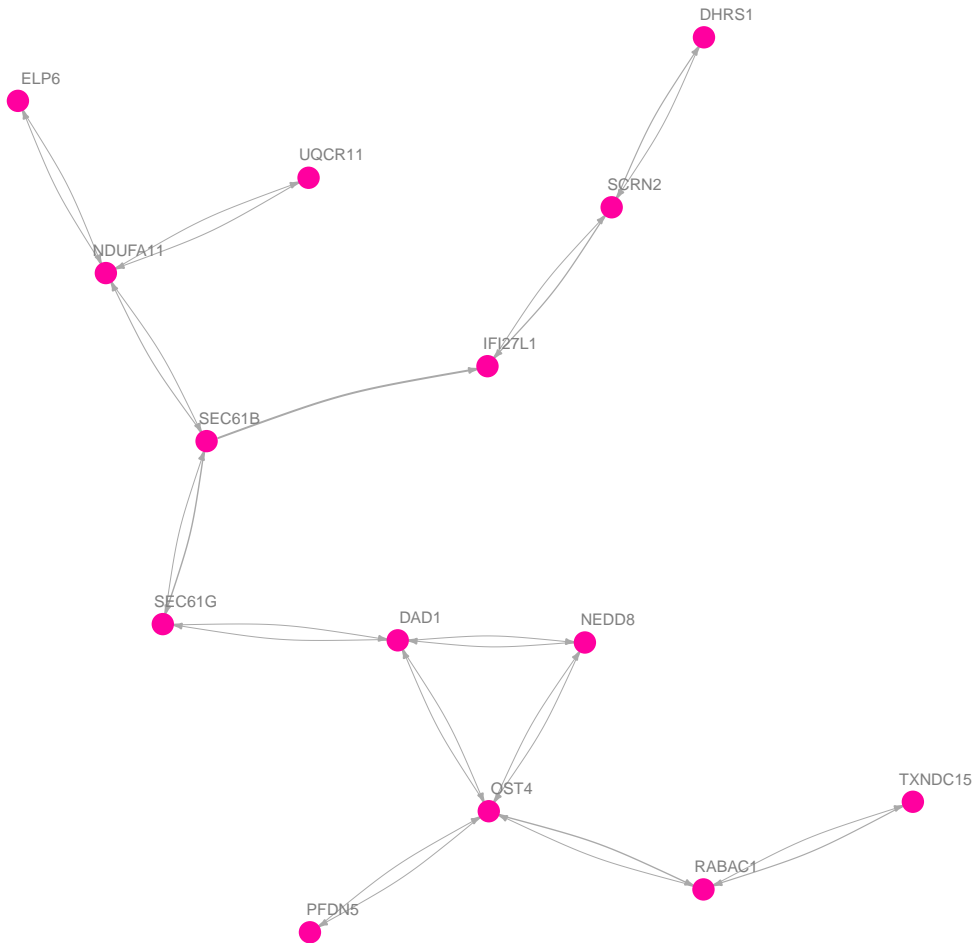 DHRS1
ELP6
UQCR11
SCRN2
NDUFA11
IFI27L1
SEC61B
SEC61G
DAD1
NEDD8
OST4
TXNDC15
RABAC1
PFDN5